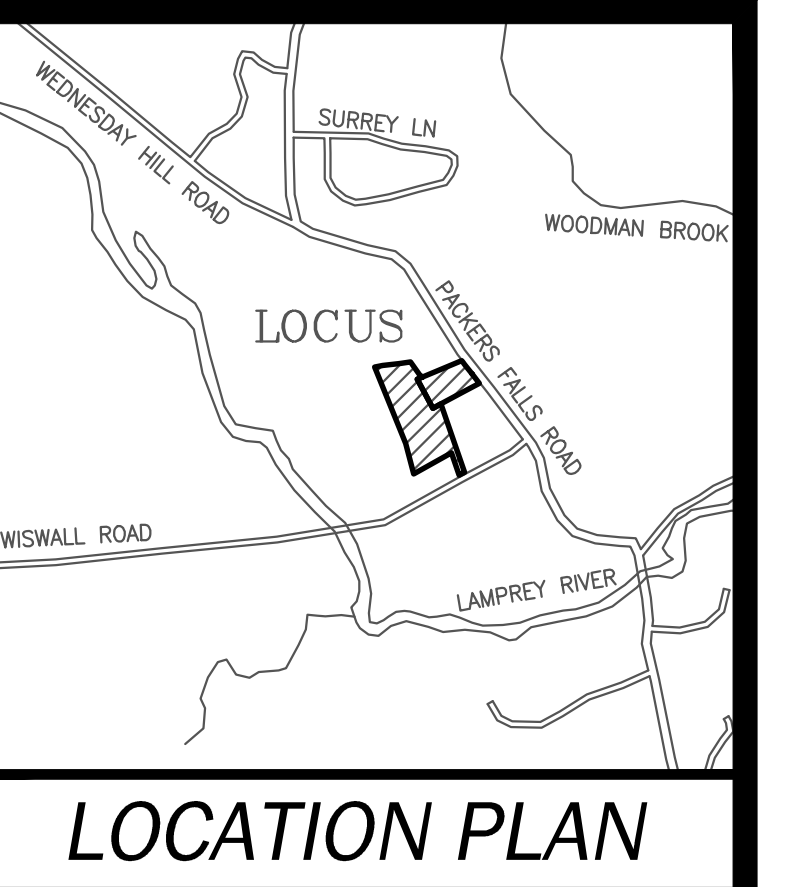 WEDNESDAY HILL ROAD
SURREY LN
WOODMAN BROOK
LOCUS
PACKERS FALLS ROAD
WISWALL ROAD
LAMPREY RIVER
LOCATION PLAN